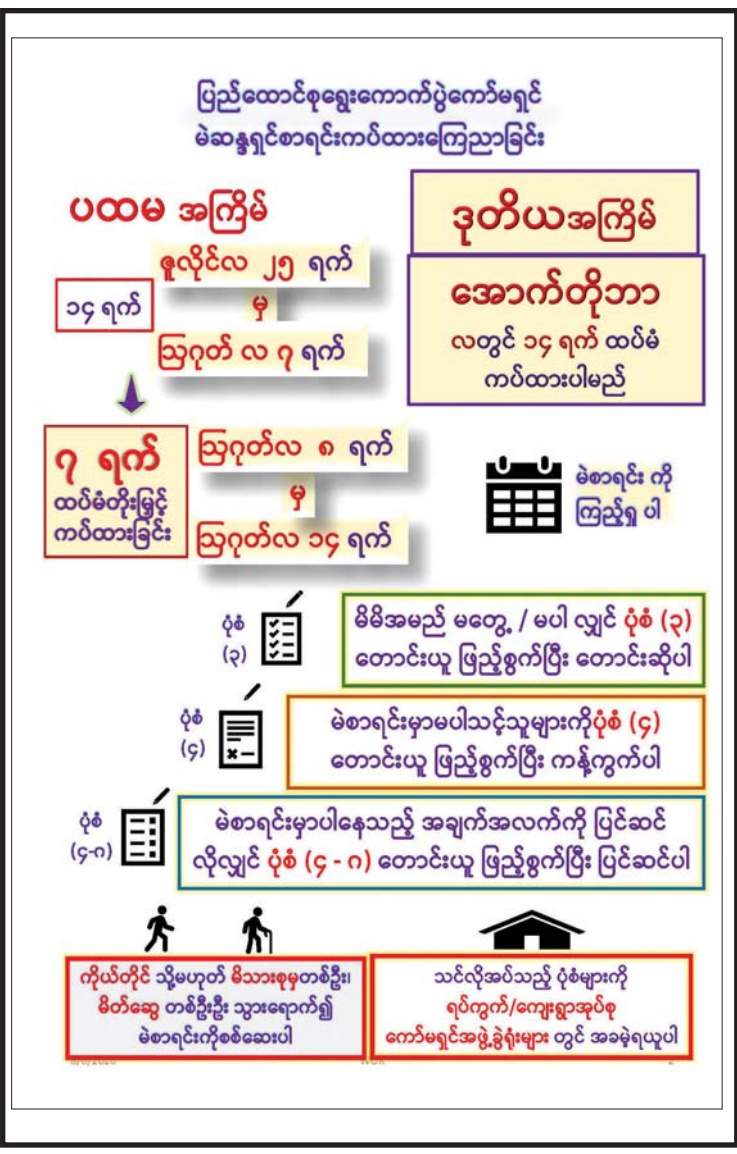 ပြည်ထောင်စုရွေးကောက်ပွဲကော်မရှင်
မဲဆန္ဒရှင်စာရင်းကပ်ထားကြေညာခြင်း
ပထမ အကြိမ်
ဇူလိုင်လ ၂၅ ရက်
၁၄ ရက်
မှ
ဩဂုတ် လ ၇ ရက်
၇ ရက်
ထပ်မံတိုးမြှင့်
ကပ်ထားခြင်း
ဩဂုတ်လ ၈ ရက်
မှ
ဩဂုတ်လ ၁၄ ရက်
ဒုတိယအကြိမ်
အောက်တိုဘာ
လတွင် ၁၄ ရက် ထပ်မံ
ကပ်ထားပါမည်
မဲစာရင်း ကို
ကြည့်ရှု ပါ
ပုံစံ
(၃)
မိမိအမည် မတွေ့ / မပါ လျှင် ပုံစံ (၃)
တောင်းယူ ဖြည့်စွက်ပြီး တောင်းဆိုပါ
ပုံစံ
(၄)
မဲစာရင်းမှာမပါသင့်သူများကိုပုံစံ (၄)
တောင်းယူ ဖြည့်စွက်ပြီး ကန့်ကွက်ပါ
ပုံစံ
(၄-ဂ)
မဲစာရင်းမှာပါနေသည့် အချက်အလက်ကို ပြင်ဆင်
လိုလျှင် ပုံစံ (၄ - ဂ) တောင်းယူ ဖြည့်စွက်ပြီး ပြင်ဆင်ပါ
ကိုယ်တိုင် သို့မဟုတ် မိသားစုမှတစ်ဦး၊
မိတ်ဆွေ တစ်ဦးဦး သွားရောက်၍
မဲစာရင်းကိုစစ်ဆေးပါ
သင်လိုအပ်သည့် ပုံစံများကို
ရပ်ကွက်/ကျေးရွာအုပ်စု
ကော်မရှင်အဖွဲ့ခွဲရုံးများ တွင် အခမဲ့ရယူပါ